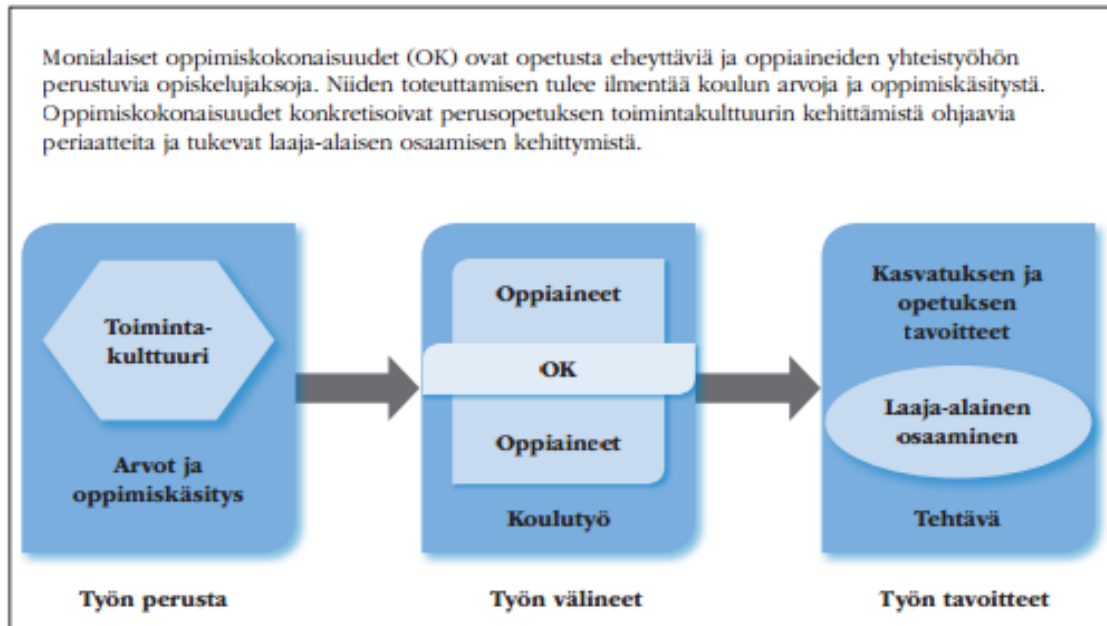 Monialaiset oppimiskokonaisuudet (OK) ovat opetusta eheyttäviä ja oppiaineiden yhteistyöhön
perustuvia opiskelujaksoja. Niiden toteuttamisen tulee ilmentää koulun arvoja ja oppimiskäsitystä.
Oppimiskokonaisuudet konkretisoivat perusopetuksen toimintakulttuurin kehittämistä ohjaavia
periaatteita ja tukevat laaja-alaisen osaamisen kehittymistä.
Toiminta-
kulttuuri
Arvot ja
oppimiskäsitys
Työn perusta
Oppiaineet
OK
Oppiaineet
Koulutyö
Työn välineet
Kasvatuksen ja
opetuksen
tavoitteet
Laaja-alainen
osaaminen
Tehtävä
Työn tavoitteet